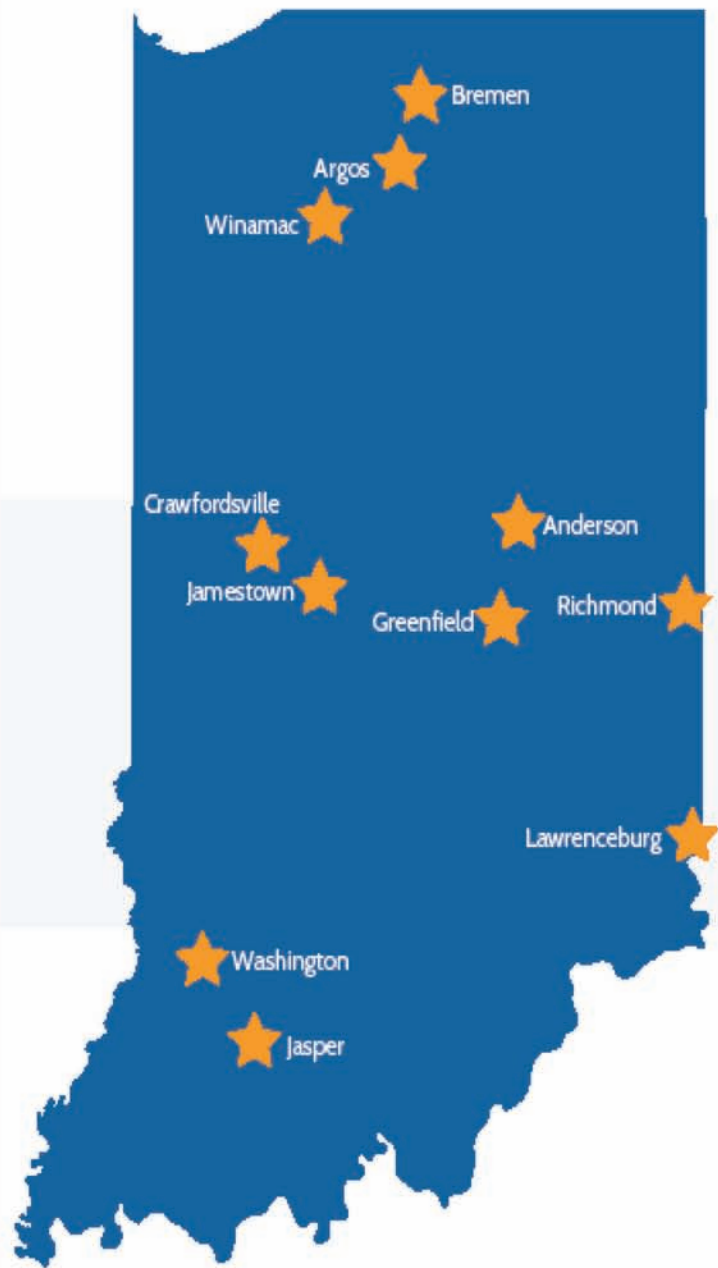 Bremen
Argos
Winamac
Crawfordsville
Anderson
Jamestown
Richmond
Greenfield
Lawrenceburg
Washington
Jasper